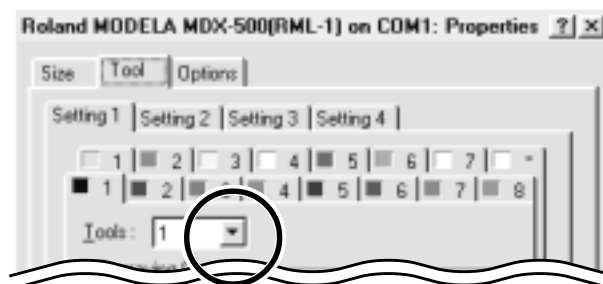 Roland MODELA MDX-500(RML-1) on COM1: Properties ? ×
Size Tool Options
Setting 1 Setting 2 Setting 3 Setting 4
1 2 3 4 5 6 7
1 2 3 4 5 6 7 8
Tools: 1